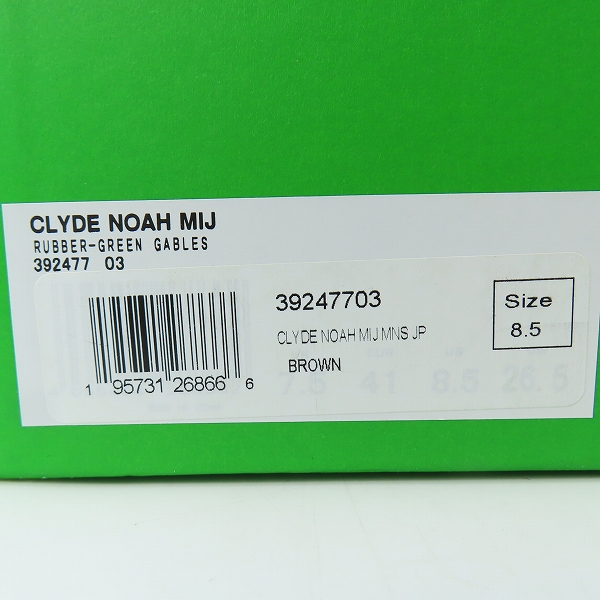 CLYDE NOAH MIJ
RUBBER-GREEN GABLES
392477 03
39247703
CLYDE NOAH MIJ MNS JP
BROWN
Size
8.5
1 95731 26866 6
7.5 41 8.5 26.5